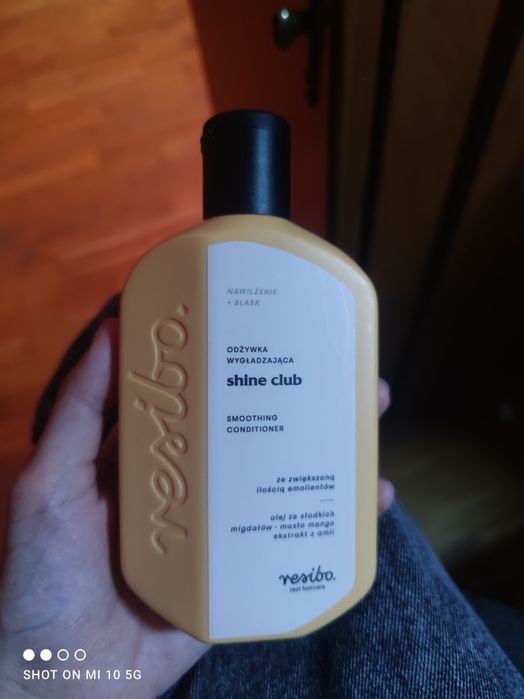 resibo.
NAWILŻENIE
+ BLASK
ODŻYWKA
WYGŁADZAJĄCA
shine club
SMOOTHING
CONDITIONER
ze zwiększoną
ilością emolientów
olej ze słodkich
migdałów • masło mango
ekstrakt z amli
resibo.
real haircare
SHOT ON MI 10 5G